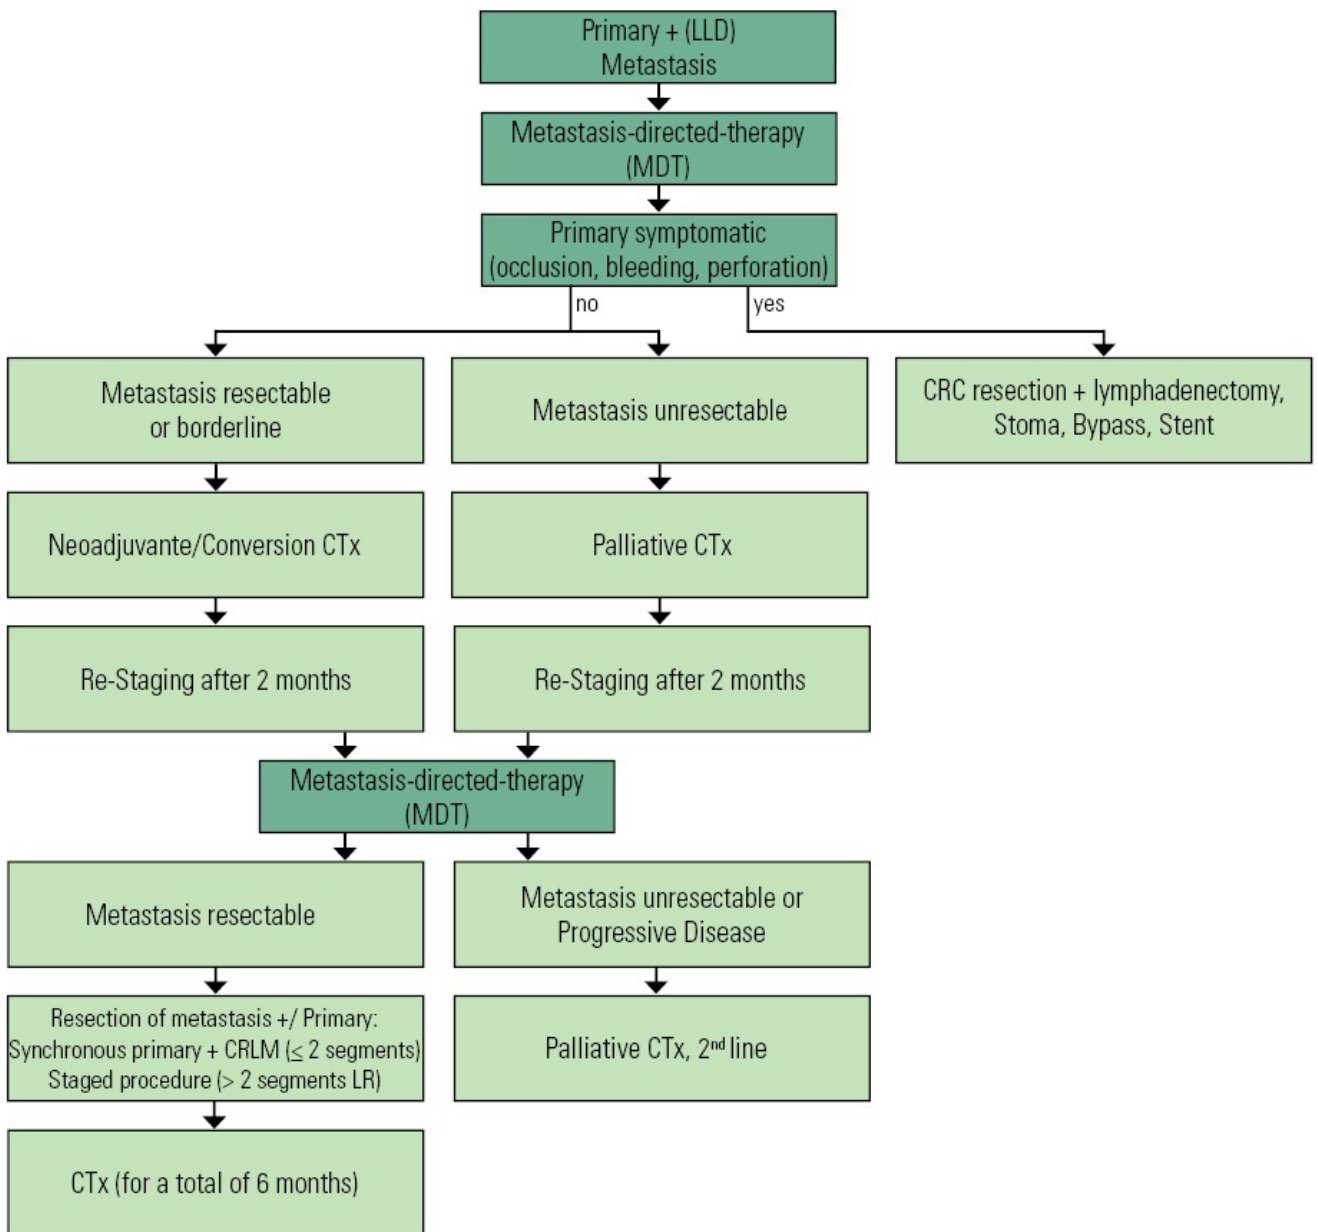 Primary + (LLD)
Metastasis
Metastasis-directed-therapy
(MDT)
Primary symptomatic
(occlusion, bleeding, perforation)
no
yes
Metastasis resectable
or borderline
Metastasis unresectable
CRC resection + lymphadenectomy,
Stoma, Bypass, Stent
Neoadjuvante/Conversion CTx
Palliative CTx
Re-Staging after 2 months
Re-Staging after 2 months
Metastasis-directed-therapy
(MDT)
Metastasis resectable
Metastasis unresectable or
Progressive Disease
Resection of metastasis +/ Primary:
Synchronous primary + CRLM (≤ 2 segments)
Staged procedure (> 2 segments LR)
Palliative CTx, 2nd line
CTx (for a total of 6 months)